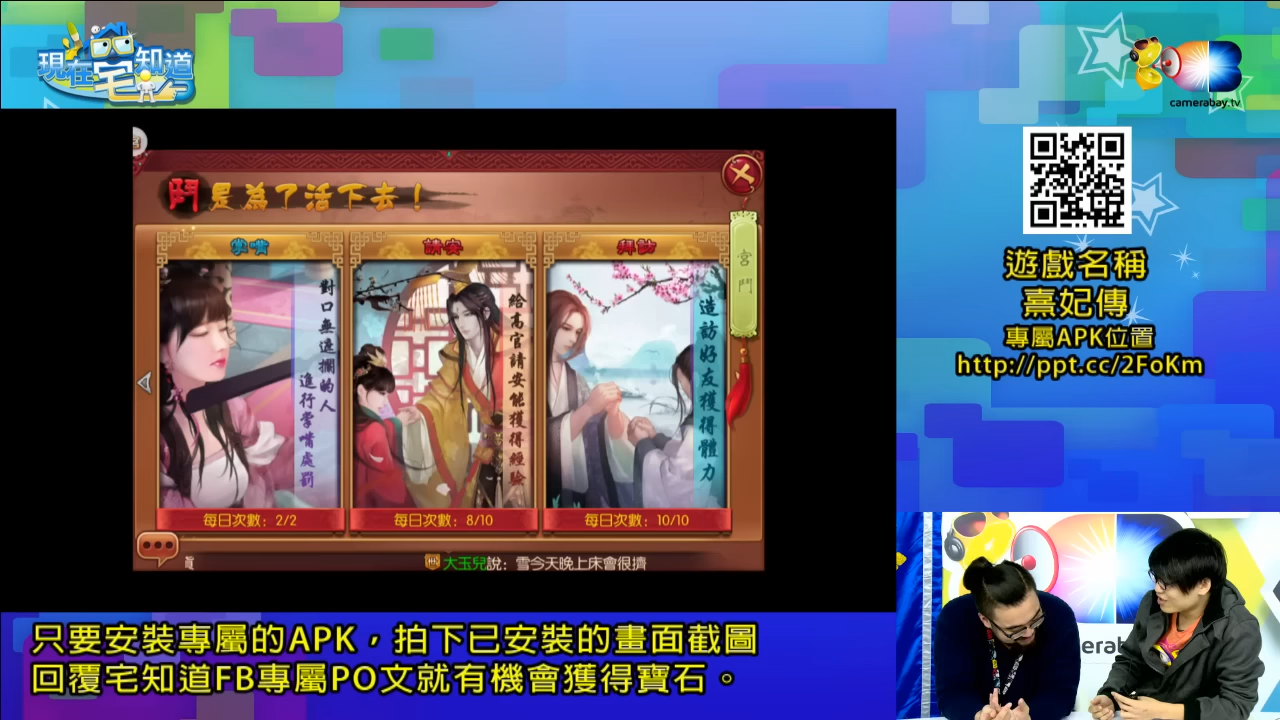 現在宅知道
camerabay.tv
鬥是為了活下去！
掌嘴
請安
拜訪
宮鬥
對口無遮攔的人
進行掌嘴處罰
給高官請安能獲得經驗
造訪好友獲得體力
每日次數：2/2
每日次數：8/10
每日次數：10/10
大玉兒說：雪今天晚上床會很擠
遊戲名稱
熹妃傳
專屬APK位置
http://ppt.cc/2FoKm
只要安裝專屬的APK，拍下已安裝的畫面截圖
回覆宅知道FB專屬PO文就有機會獲得寶石。